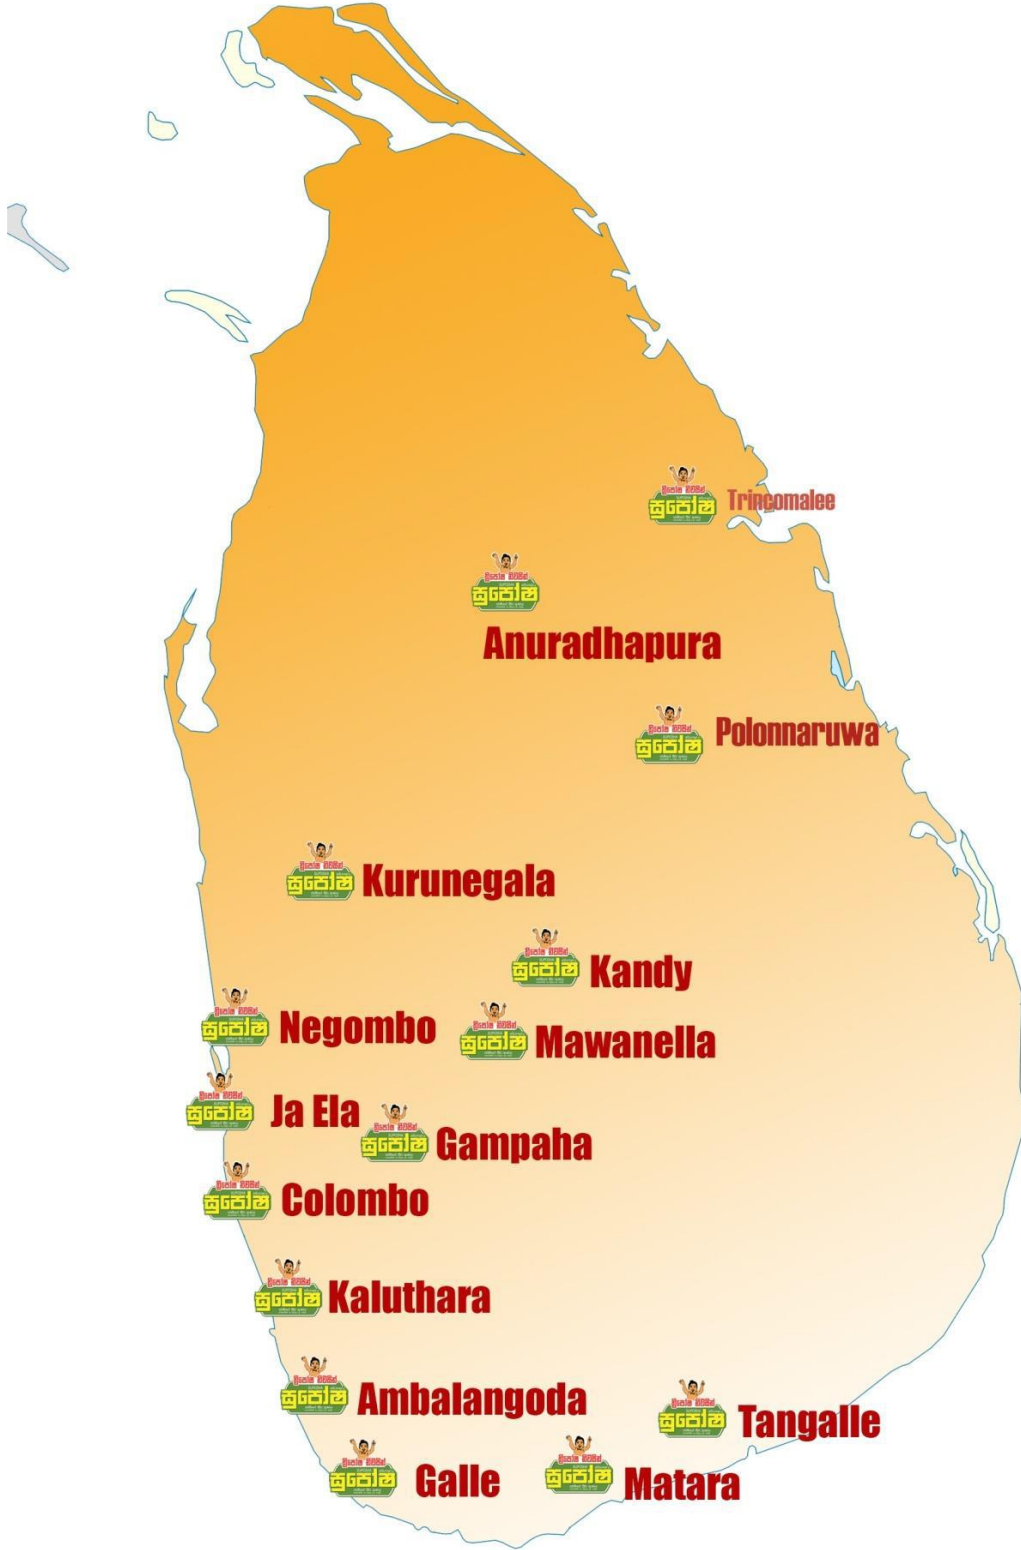 සුපෝෂ
Trincomalee
සුපෝෂ
Anuradhapura
සුපෝෂ
Polonnaruwa
සුපෝෂ
Kurunegala
සුපෝෂ
Kandy
සුපෝෂ
Negombo
සුපෝෂ
Mawanella
සුපෝෂ
Ja Ela
සුපෝෂ
Gampaha
සුපෝෂ
Colombo
සුපෝෂ
Kaluthara
සුපෝෂ
Ambalangoda
සුපෝෂ
Tangalle
සුපෝෂ
Galle
සුපෝෂ
Matara